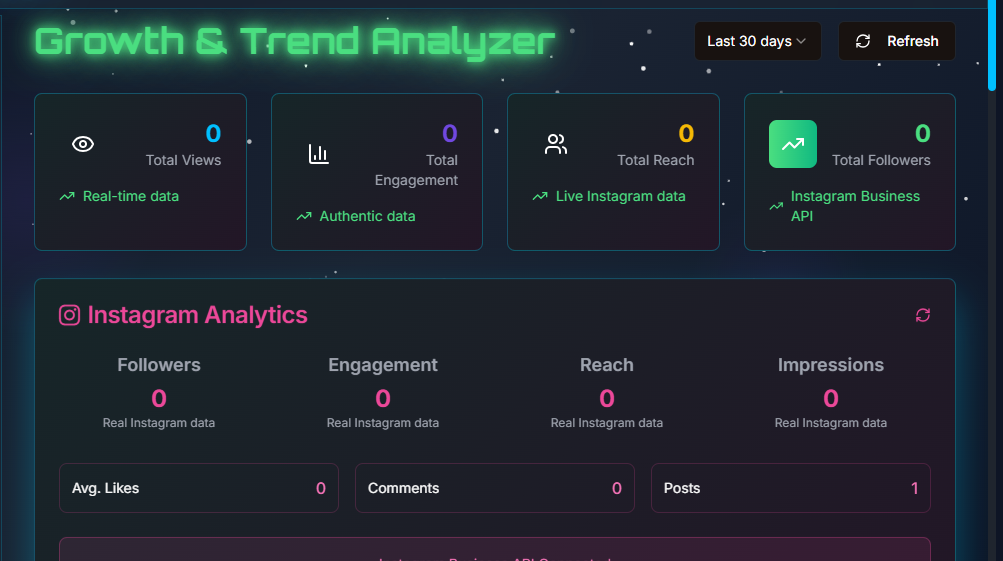 Growth & Trend Analyzer
Last 30 days
Refresh
0
Total Views
Real-time data
0
Total
Engagement
Authentic data
0
Total Reach
Live Instagram data
0
Total Followers
Instagram Business
API
Instagram Analytics
Followers
0
Real Instagram data
Engagement
0
Real Instagram data
Reach
0
Real Instagram data
Impressions
0
Real Instagram data
Avg. Likes 0
Comments 0
Posts 1